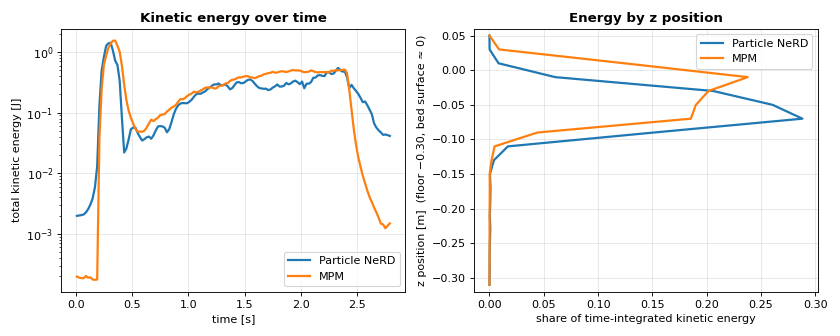 Kinetic energy over time
total kinetic energy [J]
10⁰
10⁻¹
10⁻²
10⁻³
0.0 0.5 1.0 1.5 2.0 2.5
time [s]
Particle NeRD
MPM
Energy by z position
z position [m] (floor −0.30, bed surface ≈ 0)
0.05
0.00
−0.05
−0.10
−0.15
−0.20
−0.25
−0.30
0.00 0.05 0.10 0.15 0.20 0.25 0.30
share of time-integrated kinetic energy
Particle NeRD
MPM